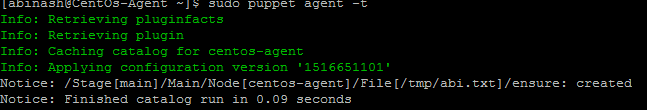 [abinash@CentOs-Agent ~]$ sudo puppet agent -t
Info: Retrieving pluginfacts
Info: Retrieving plugin
Info: Caching catalog for centos-agent
Info: Applying configuration version '1516651101'
Notice: /Stage[main]/Main/Node[centos-agent]/File[/tmp/abi.txt]/ensure: created
Notice: Finished catalog run in 0.09 seconds